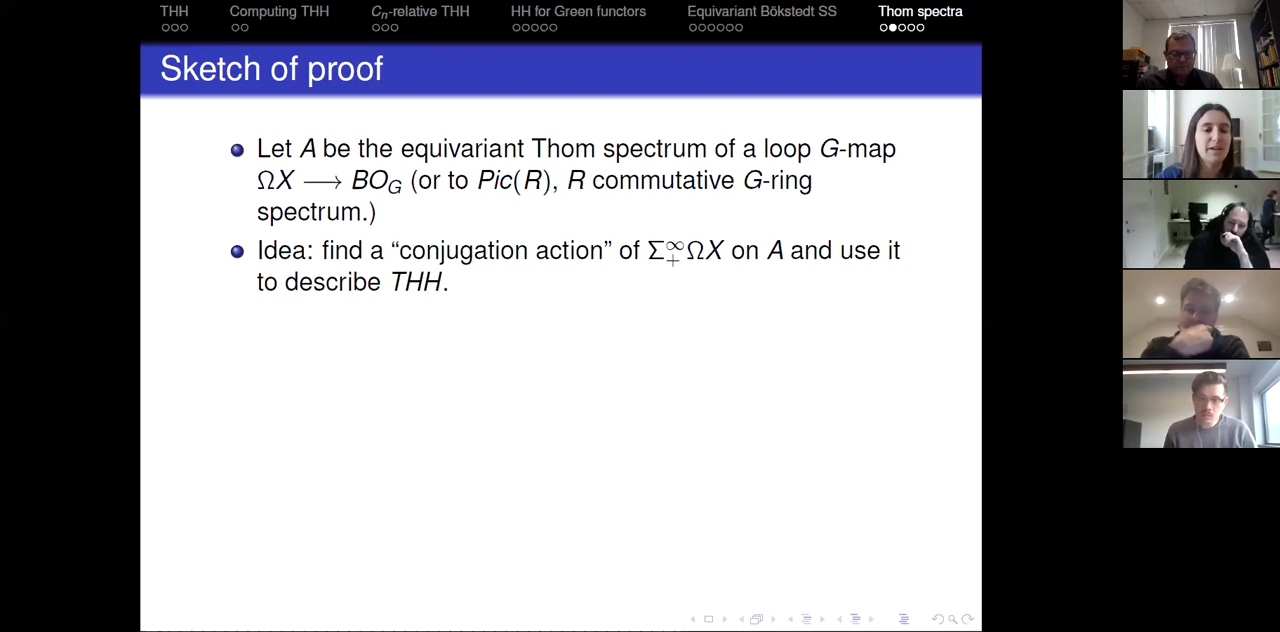 THH Computing THH Cₙ-relative THH HH for Green functors Equivariant Bökstedt SS Thom spectra
Sketch of proof
Let A be the equivariant Thom spectrum of a loop G-map
ΩX ⟶ BO_G (or to Pic(R), R commutative G-ring
spectrum.)
Idea: find a “conjugation action” of Σ^∞_+ ΩX on A and use it
to describe THH.